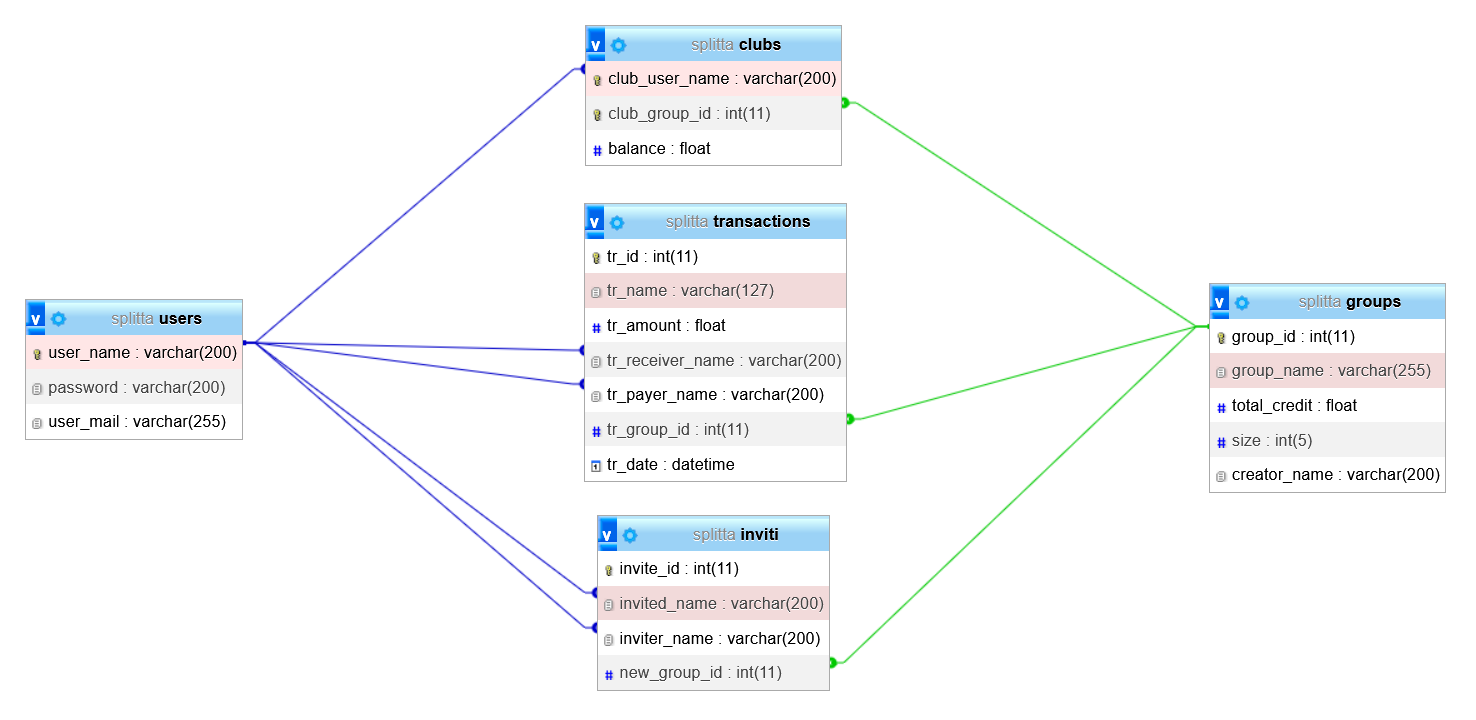 v splitta clubs
club_user_name : varchar(200)
club_group_id : int(11)
# balance : float
v splitta transactions
tr_id : int(11)
tr_name : varchar(127)
# tr_amount : float
tr_receiver_name : varchar(200)
tr_payer_name : varchar(200)
# tr_group_id : int(11)
tr_date : datetime
v splitta users
user_name : varchar(200)
password : varchar(200)
user_mail : varchar(255)
v splitta groups
group_id : int(11)
group_name : varchar(255)
# total_credit : float
# size : int(5)
creator_name : varchar(200)
v splitta inviti
invite_id : int(11)
invited_name : varchar(200)
inviter_name : varchar(200)
# new_group_id : int(11)